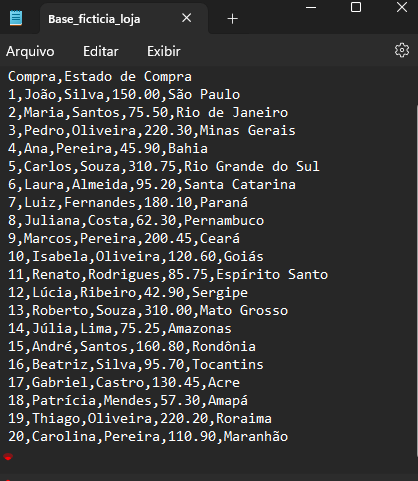 Base_ficticia_loja
Arquivo Editar Exibir
Compra,Estado de Compra
1,João,Silva,150.00,São Paulo
2,Maria,Santos,75.50,Rio de Janeiro
3,Pedro,Oliveira,220.30,Minas Gerais
4,Ana,Pereira,45.90,Bahia
5,Carlos,Souza,310.75,Rio Grande do Sul
6,Laura,Almeida,95.20,Santa Catarina
7,Luiz,Fernandes,180.10,Paraná
8,Juliana,Costa,62.30,Pernambuco
9,Marcos,Pereira,200.45,Ceará
10,Isabela,Oliveira,120.60,Goiás
11,Renato,Rodrigues,85.75,Espírito Santo
12,Lúcia,Ribeiro,42.90,Sergipe
13,Roberto,Souza,310.00,Mato Grosso
14,Júlia,Lima,75.25,Amazonas
15,André,Santos,160.80,Rondônia
16,Beatriz,Silva,95.70,Tocantins
17,Gabriel,Castro,130.45,Acre
18,Patrícia,Mendes,57.30,Amapá
19,Thiago,Oliveira,220.20,Roraima
20,Carolina,Pereira,110.90,Maranhão